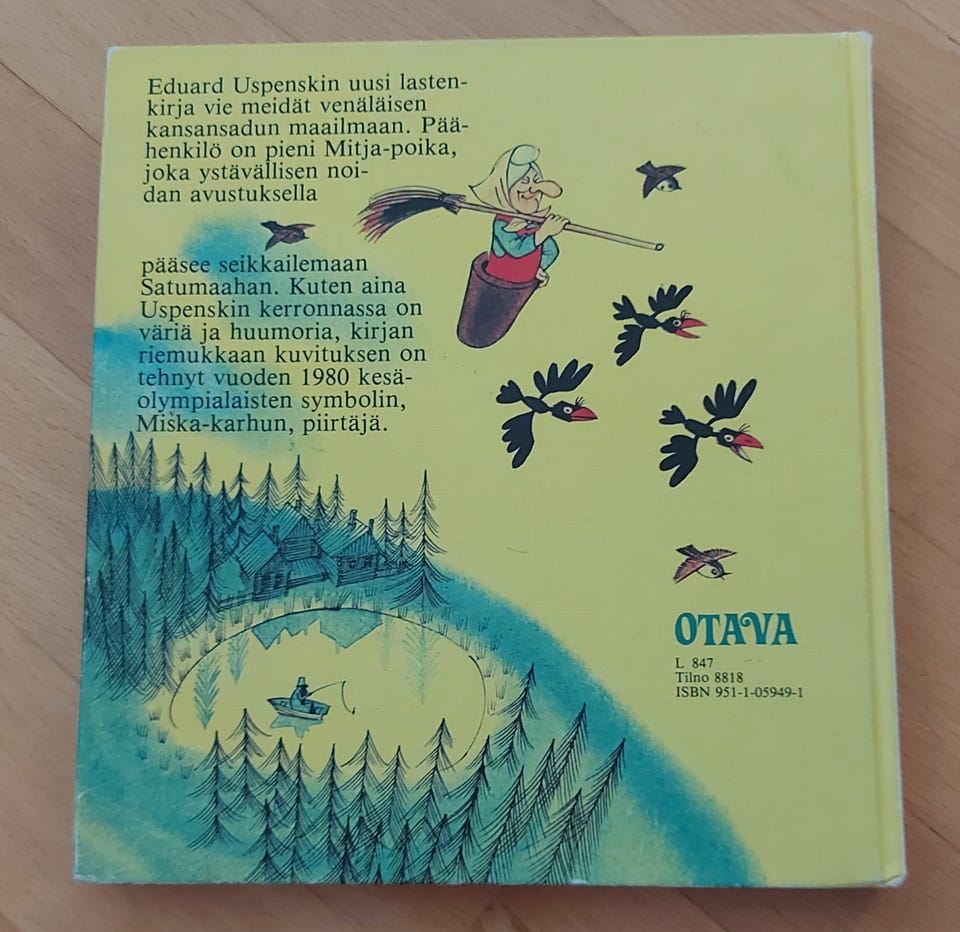 Eduard Uspenskin uusi lasten-
kirja vie meidät venäläisen
kansansadun maailmaan. Pää-
henkilö on pieni Mitja-poika,
joka ystävällisen noi-
dan avustuksella
pääsee seikkailemaan
Satumaahan. Kuten aina
Uspenskin kerronnassa on
väriä ja huumoria, kirjan
riemukkaan kuvituksen on
tehnyt vuoden 1980 kesä-
olympialaisten symbolin,
Miška-karhun, piirtäjä.
OTAVA
L 847
Tilno 8818
ISBN 951-1-05949-1